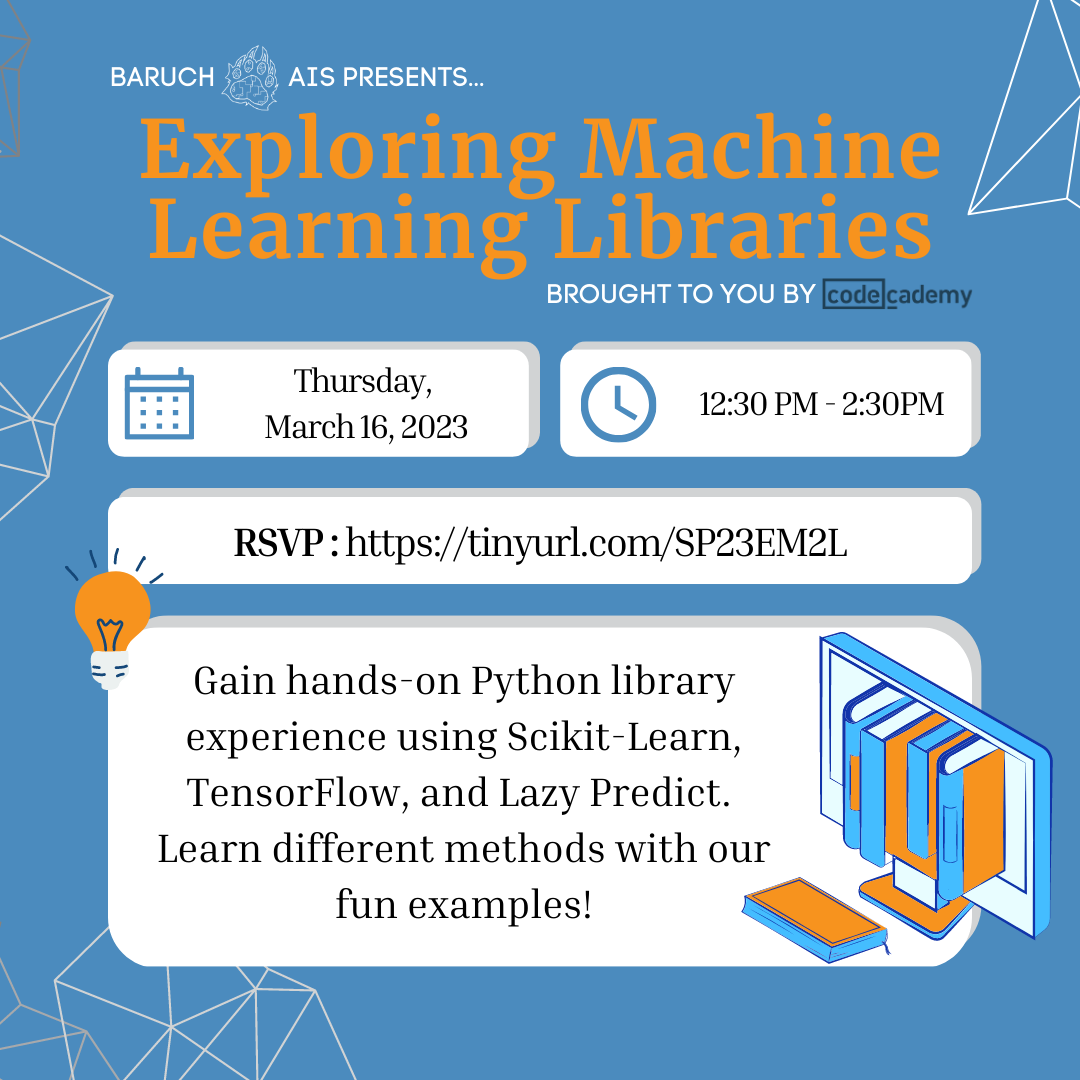 BARUCH AIS PRESENTS...
Exploring Machine
Learning Libraries
BROUGHT TO YOU BY codecademy
Thursday,
March 16, 2023
12:30 PM - 2:30PM
RSVP : https://tinyurl.com/SP23EM2L
Gain hands-on Python library
experience using Scikit-Learn,
TensorFlow, and Lazy Predict.
Learn different methods with our
fun examples!